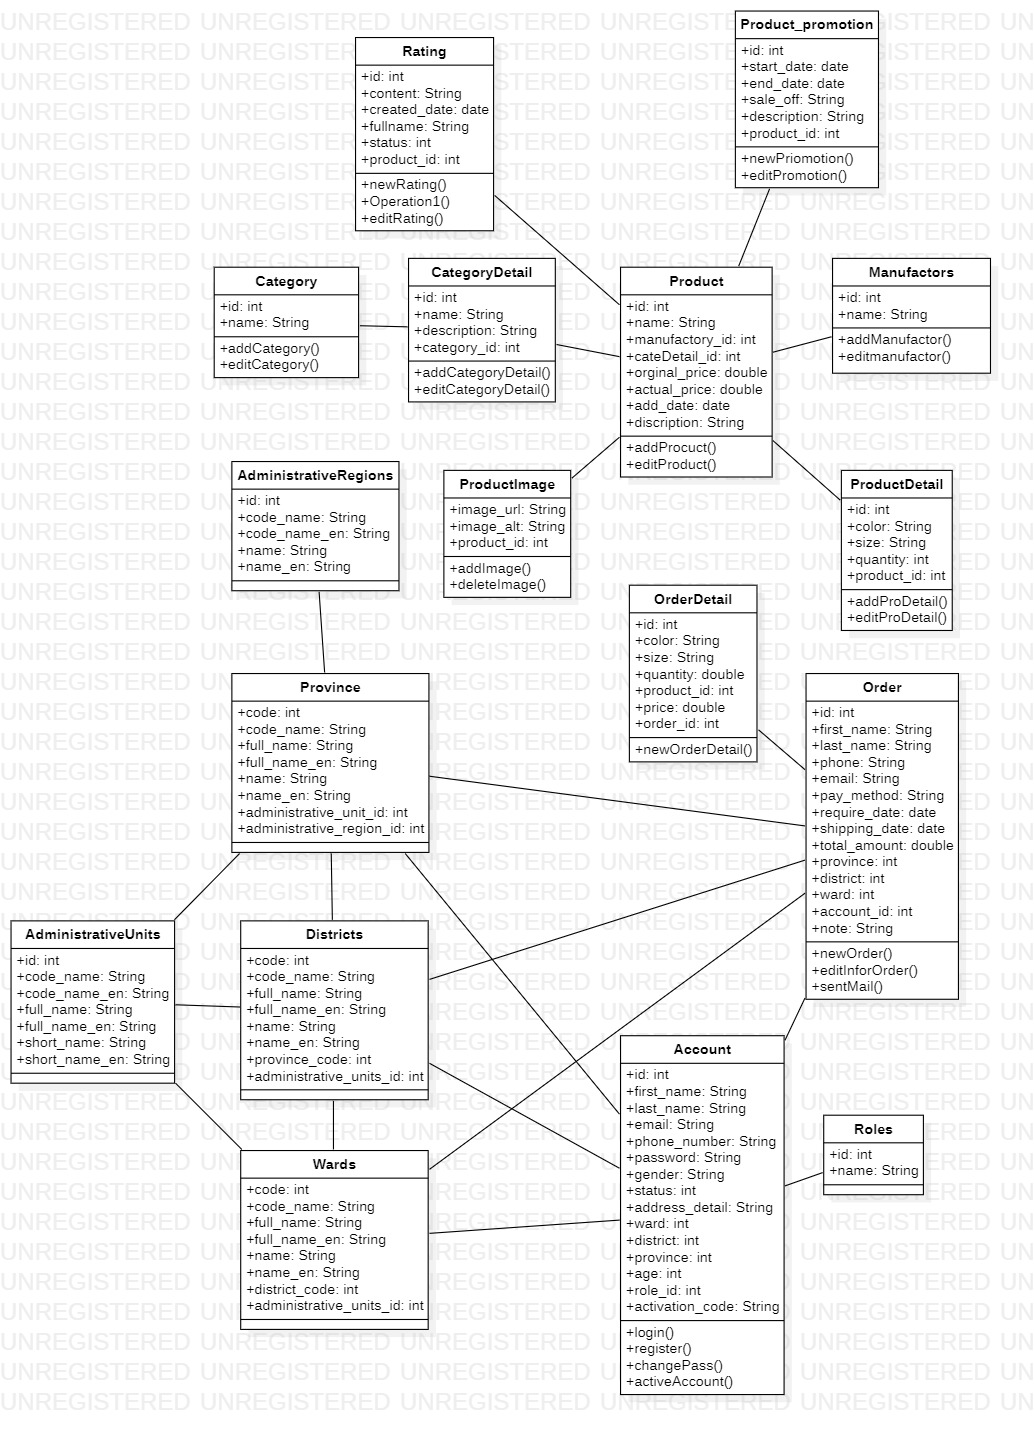 Product_promotion
+id: int
+start_date: date
+end_date: date
+sale_off: String
+description: String
+product_id: int
+newPriomotion()
+editPromotion()
Rating
+id: int
+content: String
+created_date: date
+fullname: String
+status: int
+product_id: int
+newRating()
+Operation1()
+editRating()
Category
+id: int
+name: String
+addCategory()
+editCategory()
CategoryDetail
+id: int
+name: String
+description: String
+category_id: int
+addCategoryDetail()
+editCategoryDetail()
Product
+id: int
+name: String
+manufactory_id: int
+cateDetail_id: int
+orginal_price: double
+actual_price: double
+add_date: date
+discription: String
+addProcuct()
+editProduct()
Manufactors
+id: int
+name: String
+addManufactor()
+editmanufactor()
AdministrativeRegions
+id: int
+code_name: String
+code_name_en: String
+name: String
+name_en: String
ProductImage
+image_url: String
+image_alt: String
+product_id: int
+addImage()
+deleteImage()
ProductDetail
+id: int
+color: String
+size: String
+quantity: int
+product_id: int
+addProDetail()
+editProDetail()
OrderDetail
+id: int
+color: String
+size: String
+quantity: double
+product_id: int
+price: double
+order_id: int
+newOrderDetail()
Province
+code: int
+code_name: String
+full_name: String
+full_name_en: String
+name: String
+name_en: String
+administrative_unit_id: int
+administrative_region_id: int
Order
+id: int
+first_name: String
+last_name: String
+phone: String
+email: String
+pay_method: String
+require_date: date
+shipping_date: date
+total_amount: double
+province: int
+district: int
+ward: int
+account_id: int
+note: String
+newOrder()
+editInforOrder()
+sentMail()
AdministrativeUnits
+id: int
+code_name: String
+code_name_en: String
+full_name: String
+full_name_en: String
+short_name: String
+short_name_en: String
Districts
+code: int
+code_name: String
+full_name: String
+full_name_en: String
+name: String
+name_en: String
+province_code: int
+administrative_units_id: int
Account
+id: int
+first_name: String
+last_name: String
+email: String
+phone_number: String
+password: String
+gender: String
+status: int
+address_detail: String
+ward: int
+district: int
+province: int
+age: int
+role_id: int
+activation_code: String
+login()
+register()
+changePass()
+activeAccount()
Roles
+id: int
+name: String
Wards
+code: int
+code_name: String
+full_name: String
+full_name_en: String
+name: String
+name_en: String
+district_code: int
+administrative_units_id: int
UNREGISTERED